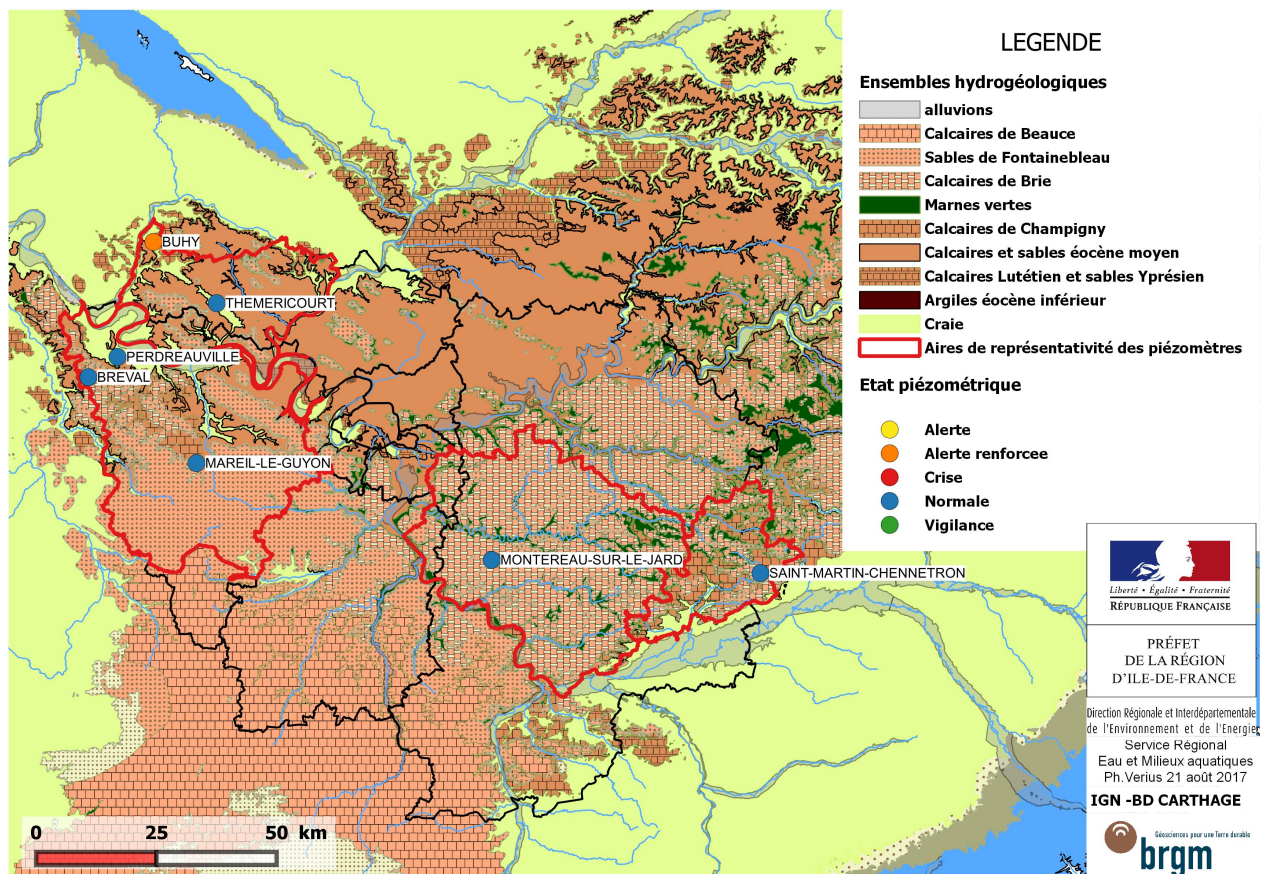 LEGENDE
Ensembles hydrogéologiques
alluvions
Calcaires de Beauce
Sables de Fontainebleau
Calcaires de Brie
Marnes vertes
Calcaires de Champigny
Calcaires et sables éocène moyen
Calcaires Lutétien et sables Yprésien
Argiles éocène inférieur
Craie
Aires de représentativité des piézomètres
Etat piézométrique
Alerte
Alerte renforcee
Crise
Normale
Vigilance
BUHY
THEMERICOURT
PERDREAUVILLE
BREVAL
MAREIL-LE-GUYON
MONTEREAU-SUR-LE-JARD
SAINT-MARTIN-CHENNETRON
0 25 50 km
Liberté • Égalité • Fraternité
RÉPUBLIQUE FRANÇAISE
PRÉFET
DE LA RÉGION
D'ILE-DE-FRANCE
Direction Régionale et Interdépartementale
de l'Environnement et de l'Energie
Service Régional
Eau et Milieux aquatiques
Ph.Verius 21 août 2017
IGN -BD CARTHAGE
Géosciences pour une Terre durable
brgm